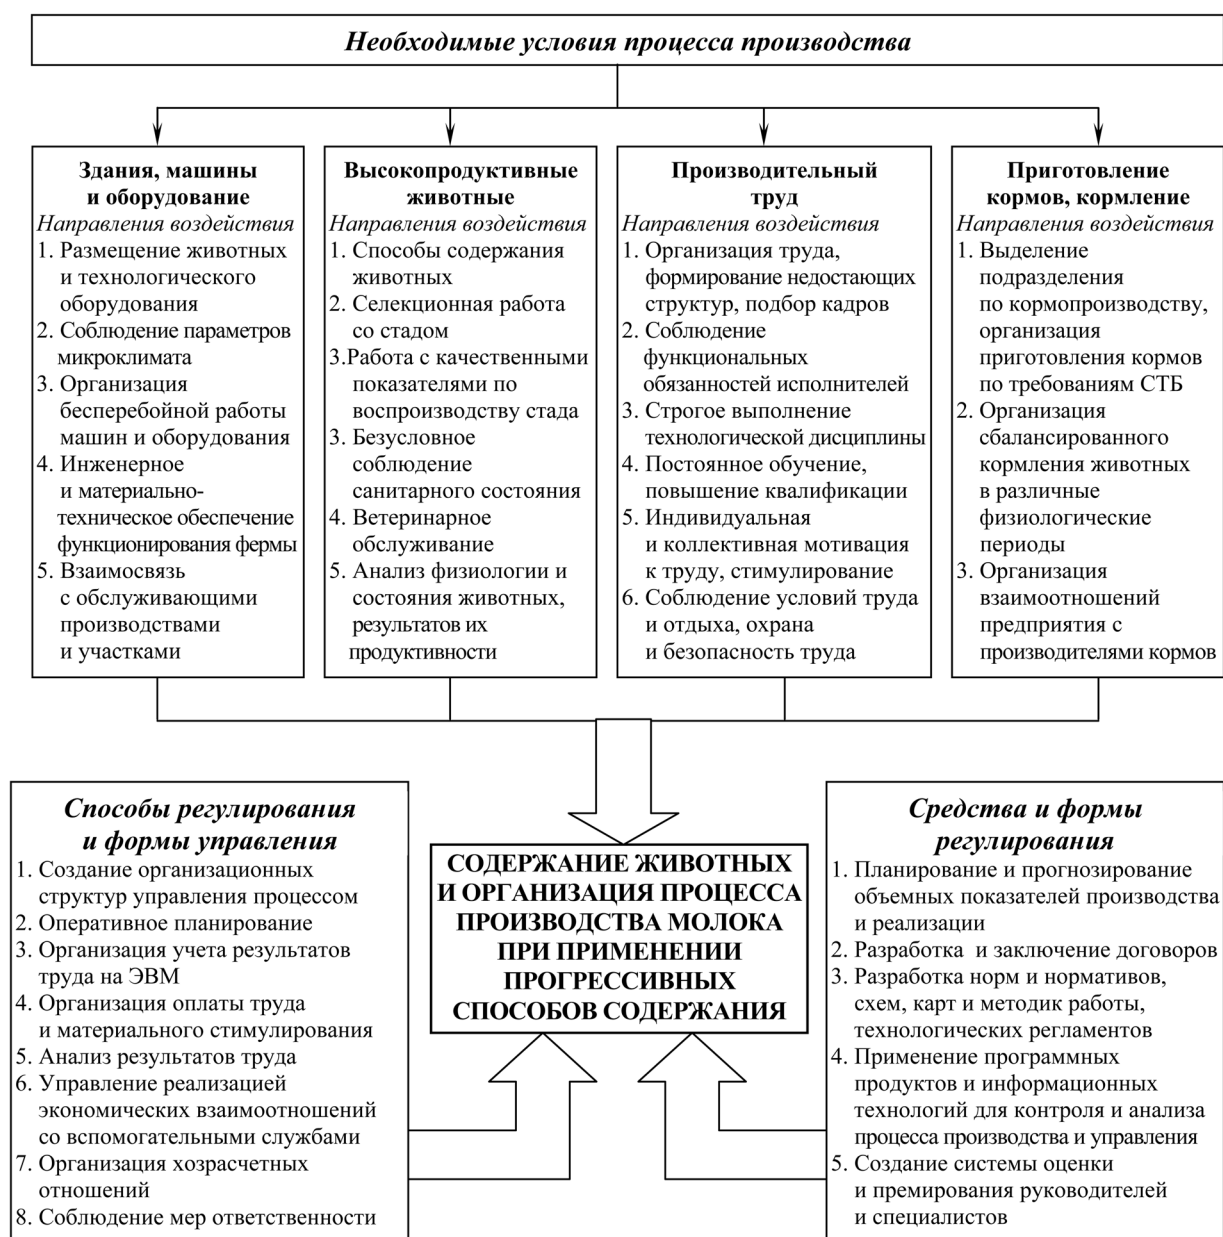 Необходимые условия процесса производства
Здания, машины
и оборудование
Направления воздействия
1. Размещение животных
и технологического
оборудования
2. Соблюдение параметров
микроклимата
3. Организация
бесперебойной работы
машин и оборудования
4. Инженерное
и материально-
техническое обеспечение
функционирования фермы
5. Взаимосвязь
с обслуживающими
производствами
и участками
Высокопродуктивные
животные
Направления воздействия
1. Способы содержания
животных
2. Селекционная работа
со стадом
3.Работа с качественными
показателями по
воспроизводству стада
3. Безусловное
соблюдение
санитарного состояния
4. Ветеринарное
обслуживание
5. Анализ физиологии и
состояния животных,
результатов их
продуктивности
Производительный
труд
Направления воздействия
1. Организация труда,
формирование недостающих
структур, подбор кадров
2. Соблюдение
функциональных
обязанностей исполнителей
3. Строгое выполнение
технологической дисциплины
4. Постоянное обучение,
повышение квалификации
5. Индивидуальная
и коллективная мотивация
к труду, стимулирование
6. Соблюдение условий труда
и отдыха, охрана
и безопасность труда
Приготовление
кормов, кормление
Направления воздействия
1. Выделение
подразделения
по кормопроизводству,
организация
приготовления кормов
по требованиям СТБ
2. Организация
сбалансированного
кормления животных
в различные
физиологические
периоды
3. Организация
взаимоотношений
предприятия с
производителями кормов
Способы регулирования
и формы управления
1. Создание организационных
структур управления процессом
2. Оперативное планирование
3. Организация учета результатов
труда на ЭВМ
4. Организация оплаты труда
и материального стимулирования
5. Анализ результатов труда
6. Управление реализацией
экономических взаимоотношений
со вспомогательными службами
7. Организация хозрасчетных
отношений
8. Соблюдение мер ответственности
СОДЕРЖАНИЕ ЖИВОТНЫХ
И ОРГАНИЗАЦИЯ ПРОЦЕССА
ПРОИЗВОДСТВА МОЛОКА
ПРИ ПРИМЕНЕНИИ
ПРОГРЕССИВНЫХ
СПОСОБОВ СОДЕРЖАНИЯ
Средства и формы
регулирования
1. Планирование и прогнозирование
объемных показателей производства
и реализации
2. Разработка и заключение договоров
3. Разработка норм и нормативов,
схем, карт и методик работы,
технологических регламентов
4. Применение программных
продуктов и информационных
технологий для контроля и анализа
процесса производства и управления
5. Создание системы оценки
и премирования руководителей
и специалистов